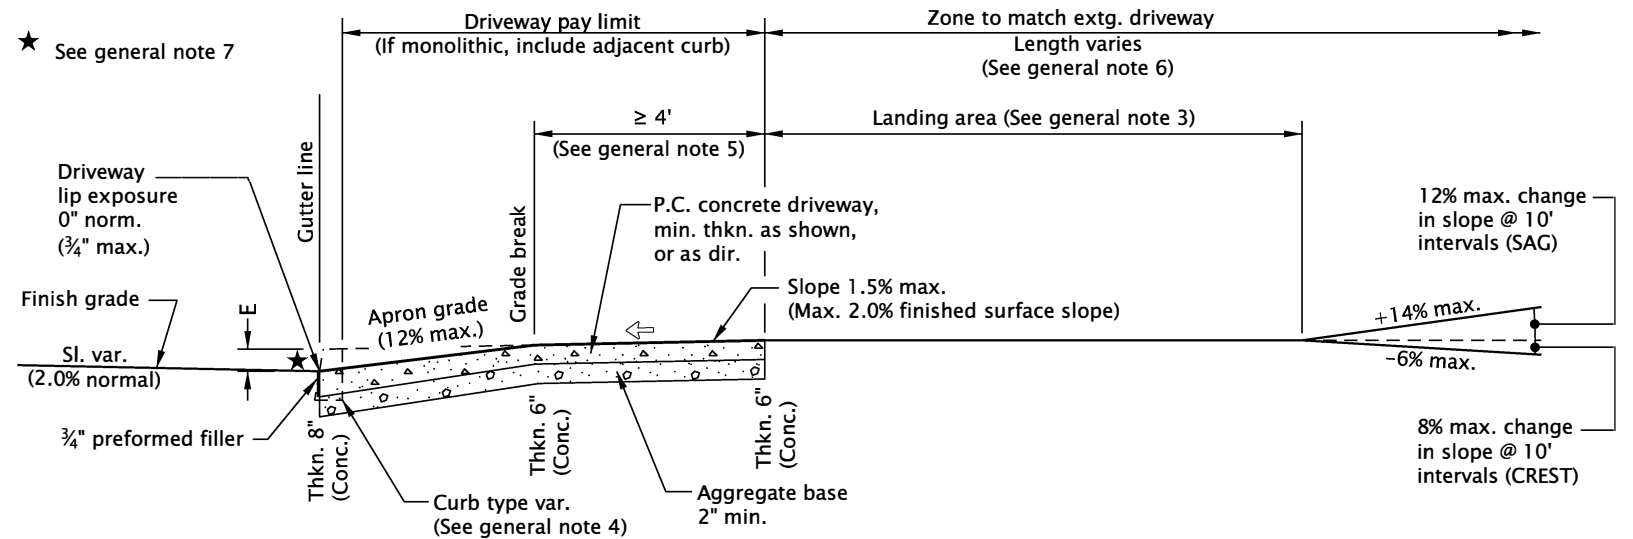 ★ See general note 7
Driveway pay limit
(If monolithic, include adjacent curb)
Zone to match extg. driveway
Length varies
(See general note 6)
≥ 4'
(See general note 5)
Landing area (See general note 3)
Driveway
lip exposure
0" norm.
(¾" max.)
Gutter line
Grade break
P.C. concrete driveway,
min. thkn. as shown,
or as dir.
12% max. change
in slope @ 10'
intervals (SAG)
Finish grade
E
Apron grade
(12% max.)
Slope 1.5% max.
(Max. 2.0% finished surface slope)
+14% max.
Sl. var.
(2.0% normal)
-6% max.
¾" preformed filler
Thkn. 8"
(Conc.)
Thkn. 6"
(Conc.)
Thkn. 6"
(Conc.)
8% max. change
in slope @ 10'
intervals (CREST)
Curb type var.
(See general note 4)
Aggregate base
2" min.